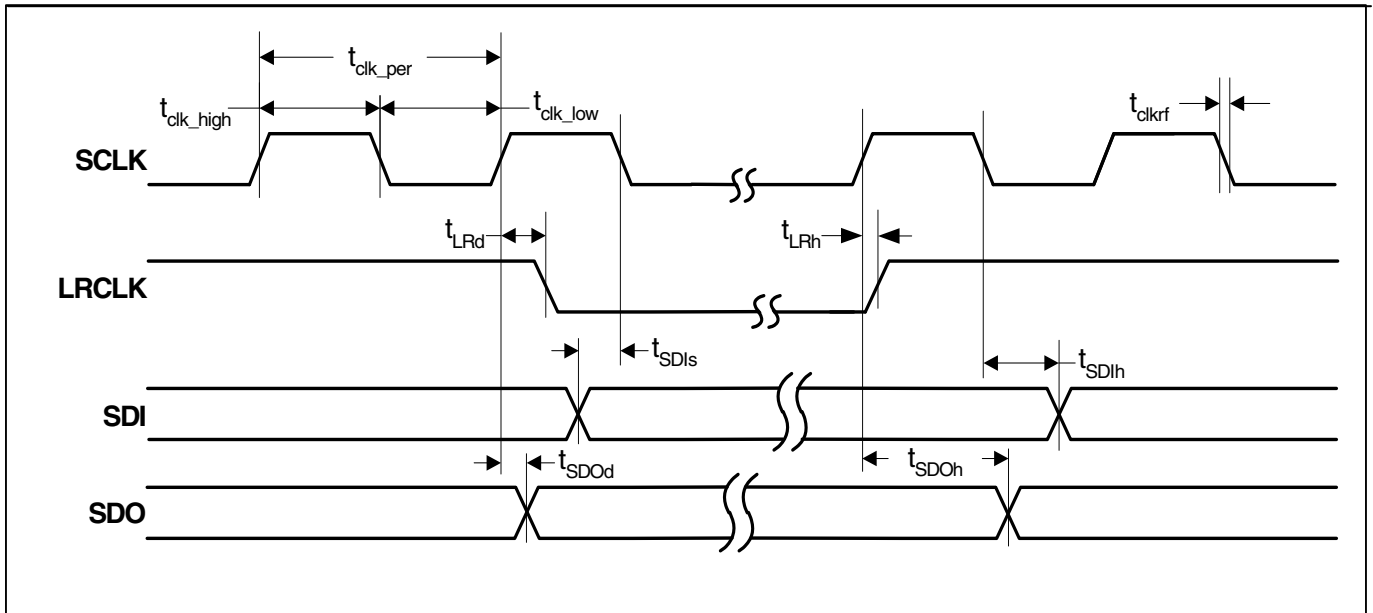 t_clk_per
t_clk_high
t_clk_low
t_clkrf
SCLK
t_LRd
t_LRh
LRCLK
t_SDIs
t_SDIh
SDI
t_SDOd
t_SDOh
SDO